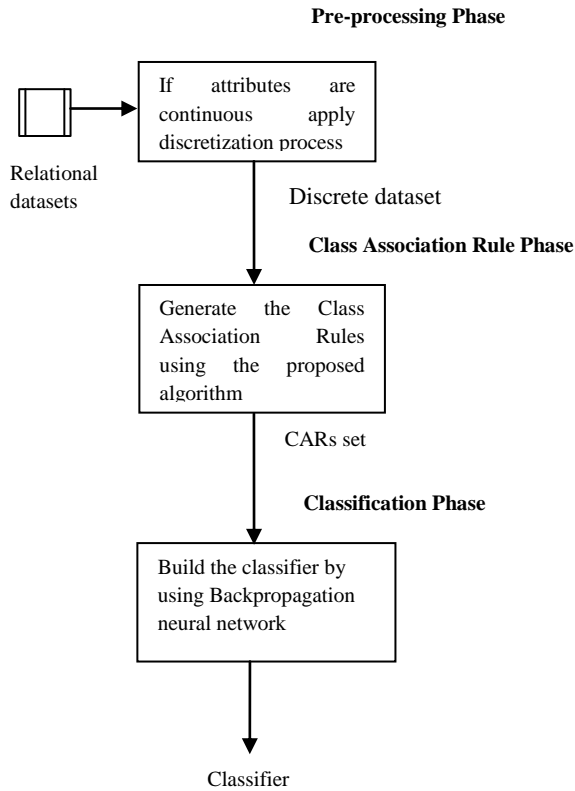 Pre-processing Phase
If attributes are
continuous apply
discretization process
Relational
datasets
Discrete dataset
Class Association Rule Phase
Generate the Class
Association Rules
using the proposed
algorithm
CARs set
Classification Phase
Build the classifier by
using Backpropagation
neural network
Classifier